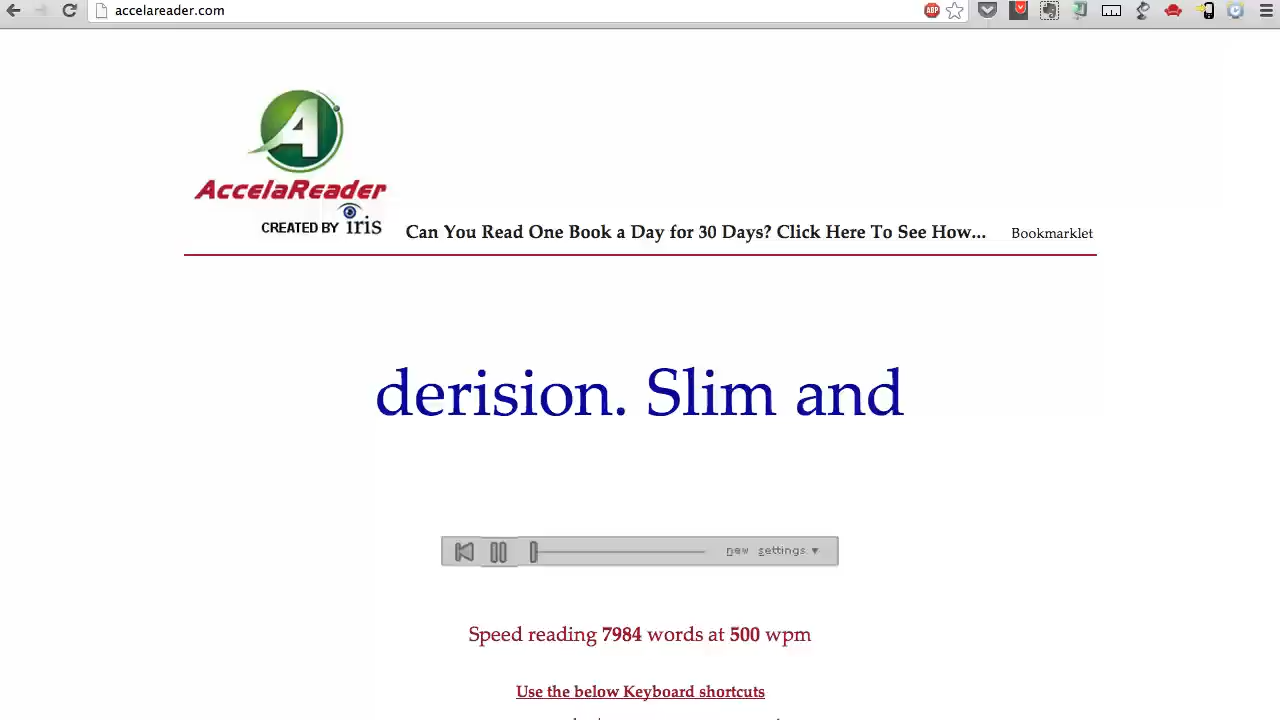 accelareader.com
ABP
A
AccelaReader
CREATED BY iris
Can You Read One Book a Day for 30 Days? Click Here To See How...
Bookmarklet
derision. Slim and
new settings ▼
Speed reading 7984 words at 500 wpm
Use the below Keyboard shortcuts